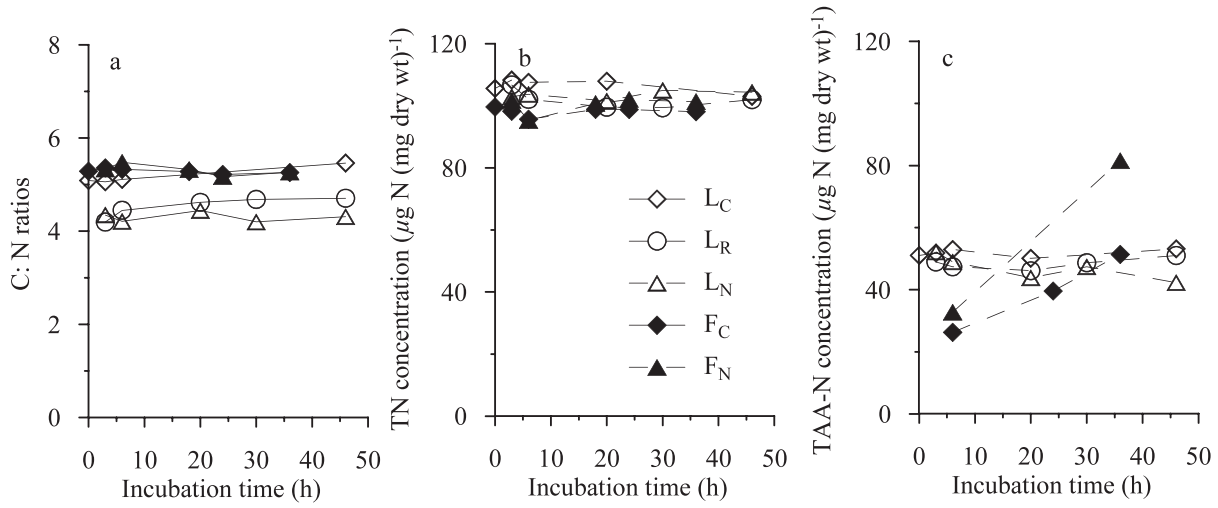 a
C: N ratios
8
6
4
2
0
0 10 20 30 40 50
Incubation time (h)
b
TN concentration (µg N (mg dry wt)⁻¹
120
80
40
0
L_C
L_R
L_N
F_C
F_N
0 10 20 30 40 50
Incubation time (h)
c
TAA-N concentration (µg N (mg dry wt)⁻¹
120
80
40
0
0 10 20 30 40 50
Incubation time (h)